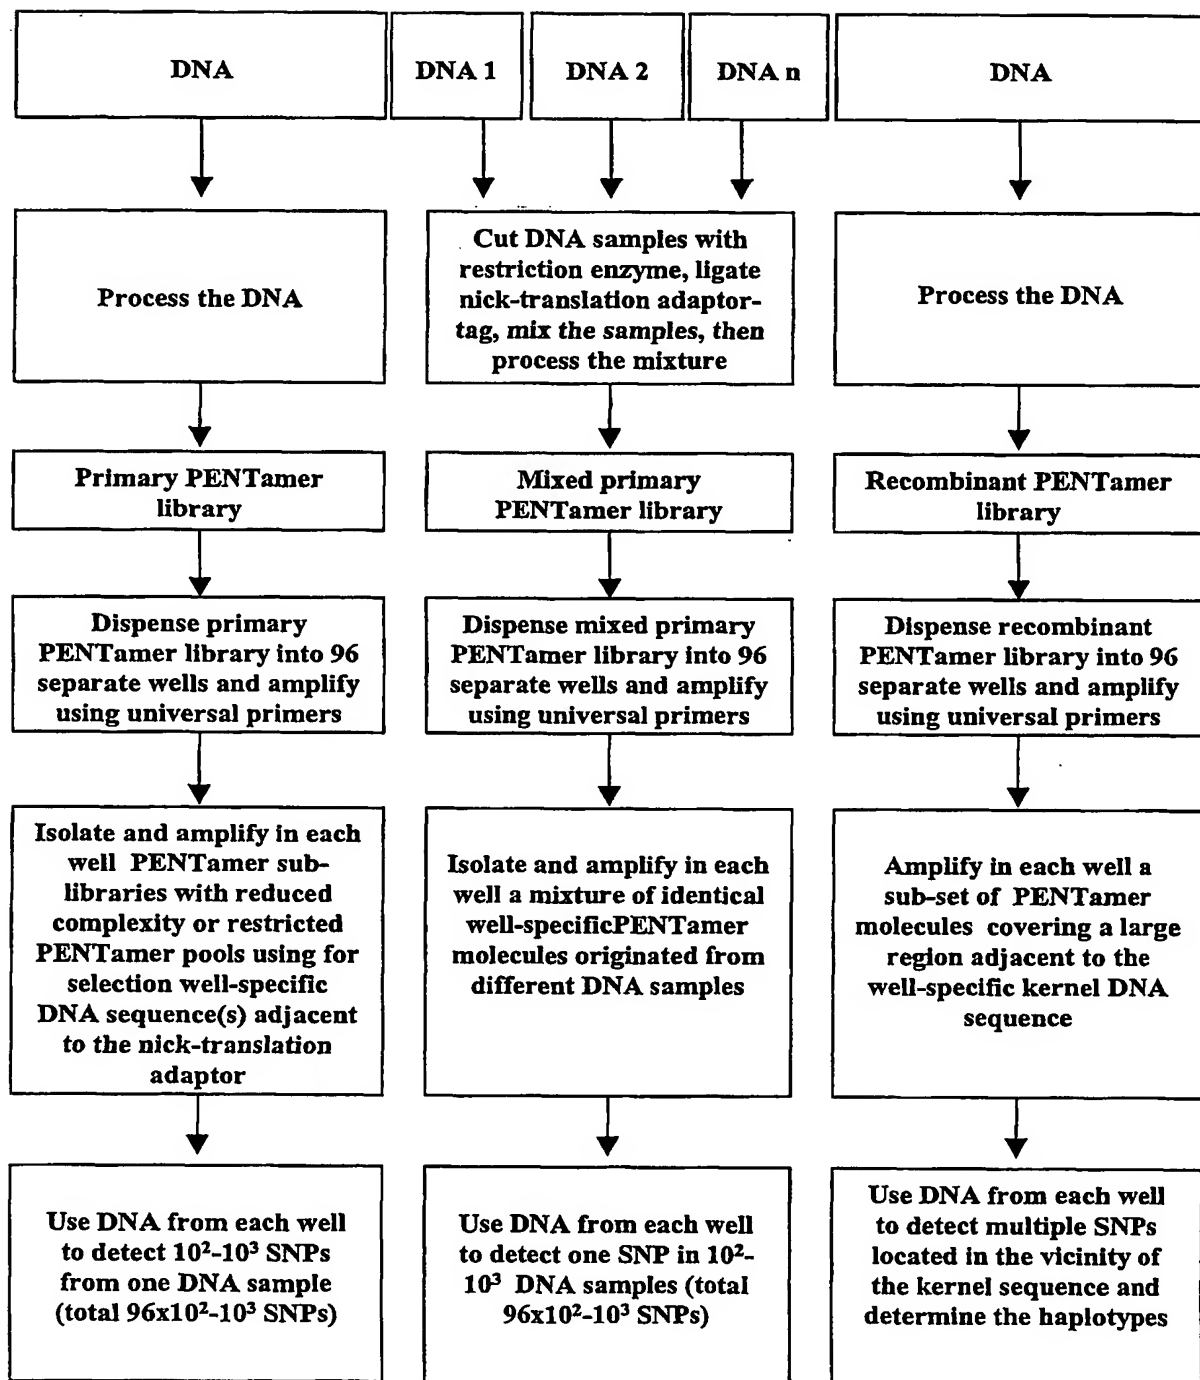 DNA
DNA 1
DNA 2
DNA n
DNA
Process the DNA
Cut DNA samples with
restriction enzyme, ligate
nick-translation adaptor-
tag, mix the samples, then
process the mixture
Process the DNA
Primary PENTamer
library
Mixed primary
PENTamer library
Recombinant PENTamer
library
Dispense primary
PENTamer library into 96
separate wells and amplify
using universal primers
Dispense mixed primary
PENTamer library into 96
separate wells and amplify
using universal primers
Dispense recombinant
PENTamer library into 96
separate wells and amplify
using universal primers
Isolate and amplify in each
well PENTamer sub-
libraries with reduced
complexity or restricted
PENTamer pools using for
selection well-specific
DNA sequence(s) adjacent
to the nick-translation
adaptor
Isolate and amplify in each
well a mixture of identical
well-specificPENTamer
molecules originated from
different DNA samples
Amplify in each well a
sub-set of PENTamer
molecules covering a large
region adjacent to the
well-specific kernel DNA
sequence
Use DNA from each well
to detect 10²-10³ SNPs
from one DNA sample
(total 96x10²-10³ SNPs)
Use DNA from each well
to detect one SNP in 10²-
10³ DNA samples (total
96x10²-10³ SNPs)
Use DNA from each well
to detect multiple SNPs
located in the vicinity of
the kernel sequence and
determine the haplotypes